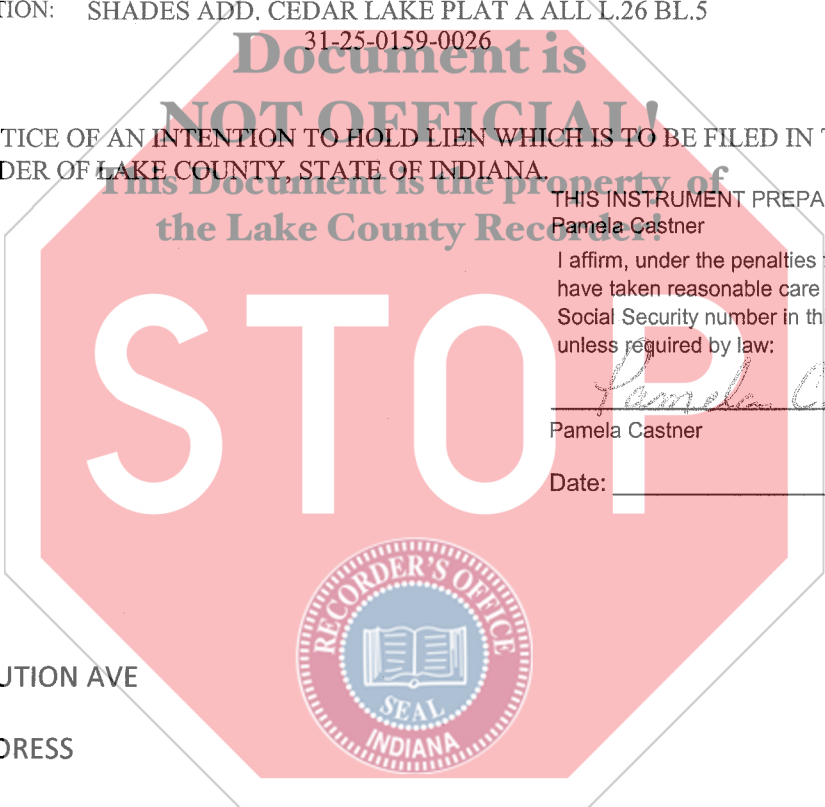 TION: SHADES ADD. CEDAR LAKE PLAT A ALL L.26 BL.5
31-25-0159-0026
Document is
NOT OFFICIAL!
TICE OF AN INTENTION TO HOLD LIEN WHICH IS TO BE FILED IN T
DER OF LAKE COUNTY, STATE OF INDIANA.
This Document is the property of
the Lake County Recorder!
THIS INSTRUMENT PREPA
Pamela Castner
I affirm, under the penalties
have taken reasonable care
Social Security number in th
unless required by law:
Pamela C
Pamela Castner
Date:
STOP
RECORDER'S OFFICE
SEAL
INDIANA
UTION AVE
DRESS